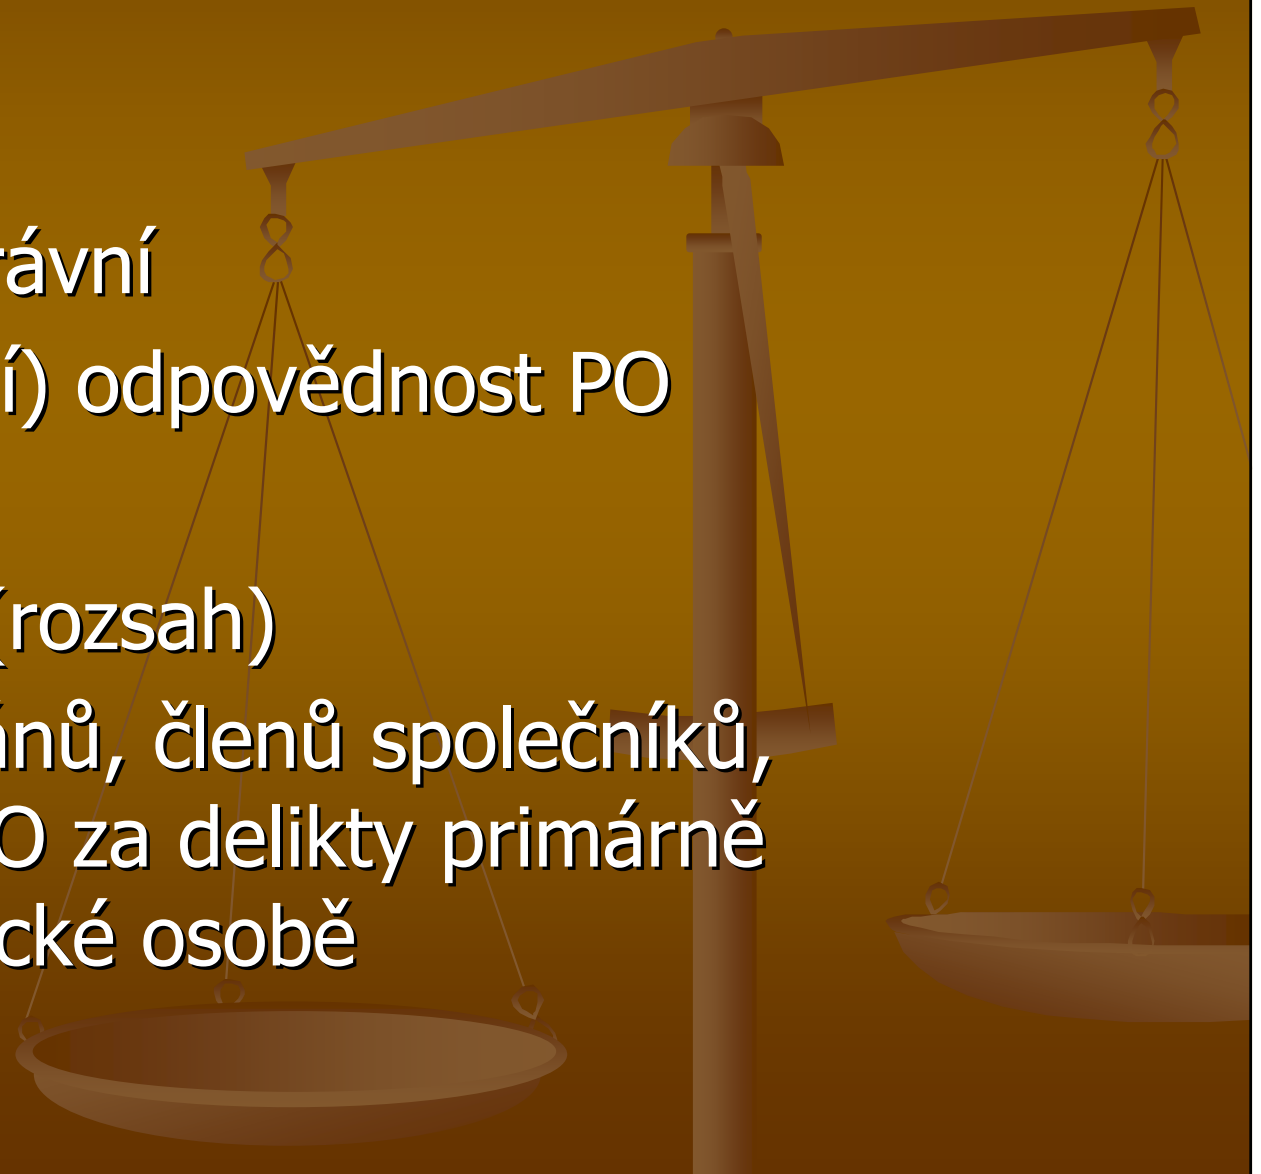 rávní
í) odpovědnost PO
(rozsah)
ánů, členů společníků,
O za delikty primárně
cké osobě